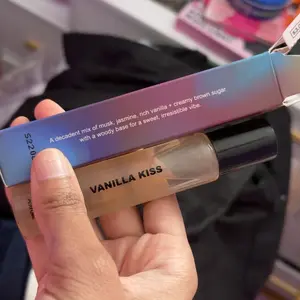 A decadent mix of musk, jasmine, rich vanilla + creamy brown sugar
with a woody base for a sweet, irresistible vibe.
VANILLA KISS